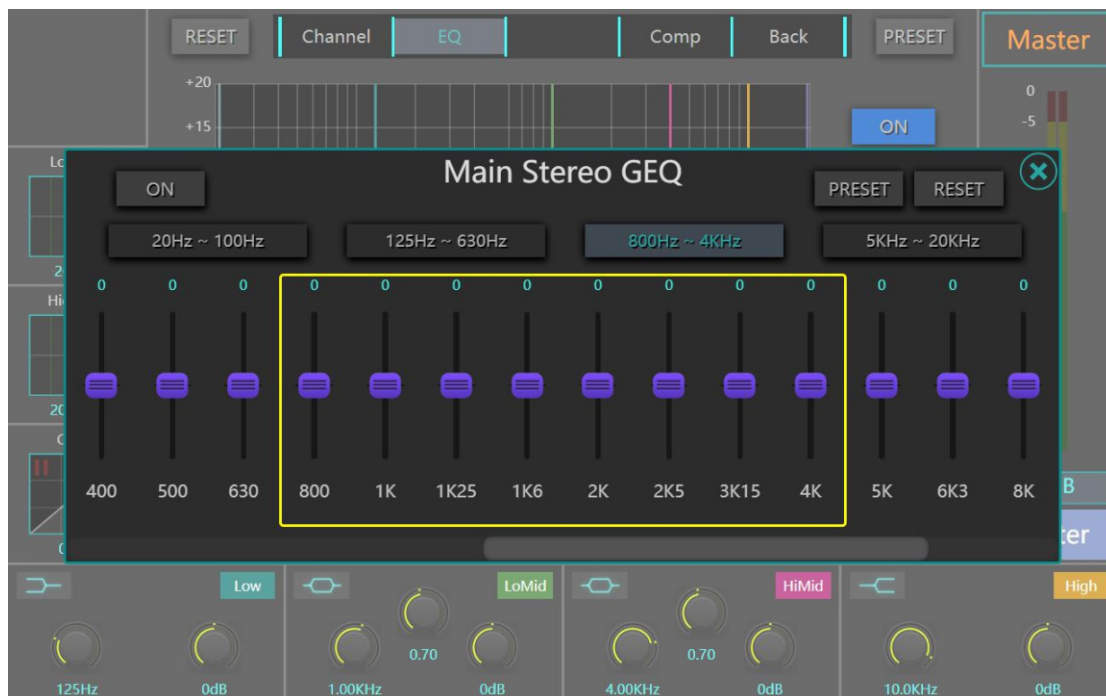 RESET Channel EQ Comp Back PRESET Master
+20
0
-5
+15 ON
Main Stereo GEQ
ON PRESET RESET
20Hz ~ 100Hz 125Hz ~ 630Hz 800Hz ~ 4KHz 5KHz ~ 20KHz
0 0 0 0 0 0 0 0 0 0 0 0 0 0
400 500 630 800 1K 1K25 1K6 2K 2K5 3K15 4K 5K 6K3 8K
Low LoMid HiMid High
0.70 0.70
125Hz 0dB 1.00KHz 0dB 4.00KHz 0dB 10.0KHz 0dB